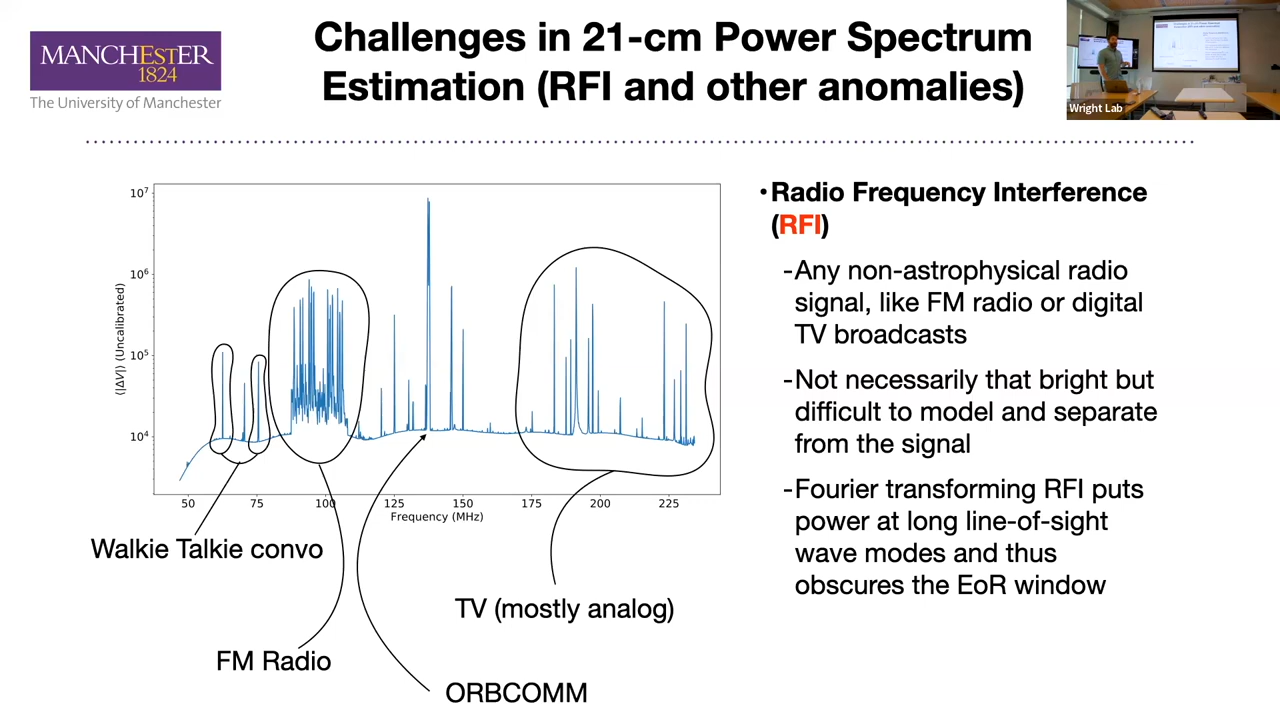 MANCHESTER
1824
The University of Manchester
Challenges in 21-cm Power Spectrum
Estimation (RFI and other anomalies)
Wright Lab
⟨|ΔV|⟩ (Uncalibrated)
10⁷
10⁶
10⁵
10⁴
50 75 100 125 150 175 200 225
Frequency (MHz)
Walkie Talkie convo
FM Radio
TV (mostly analog)
ORBCOMM
•Radio Frequency Interference
(RFI)
-Any non-astrophysical radio
signal, like FM radio or digital
TV broadcasts
-Not necessarily that bright but
difficult to model and separate
from the signal
-Fourier transforming RFI puts
power at long line-of-sight
wave modes and thus
obscures the EoR window